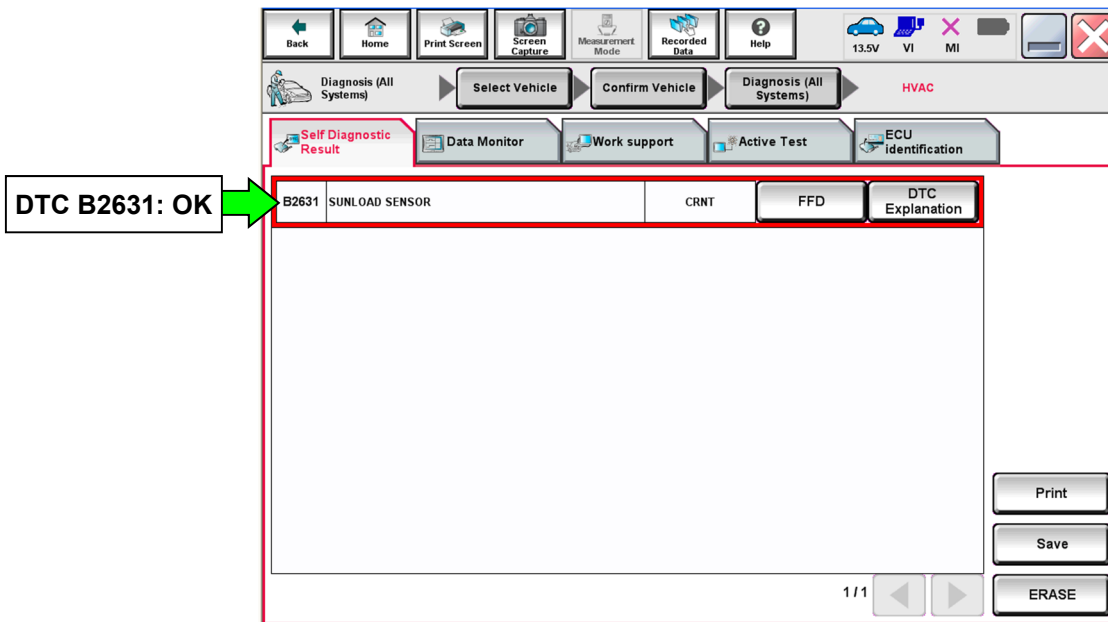 Back
Home
Print Screen
Screen
Capture
Measurement
Mode
Recorded
Data
Help
13.5V
VI
MI
Diagnosis (All
Systems)
Select Vehicle
Confirm Vehicle
Diagnosis (All
Systems)
HVAC
Self Diagnostic
Result
Data Monitor
Work support
Active Test
ECU
identification
DTC B2631: OK
B2631
SUNLOAD SENSOR
CRNT
FFD
DTC
Explanation
Print
Save
1/1
ERASE